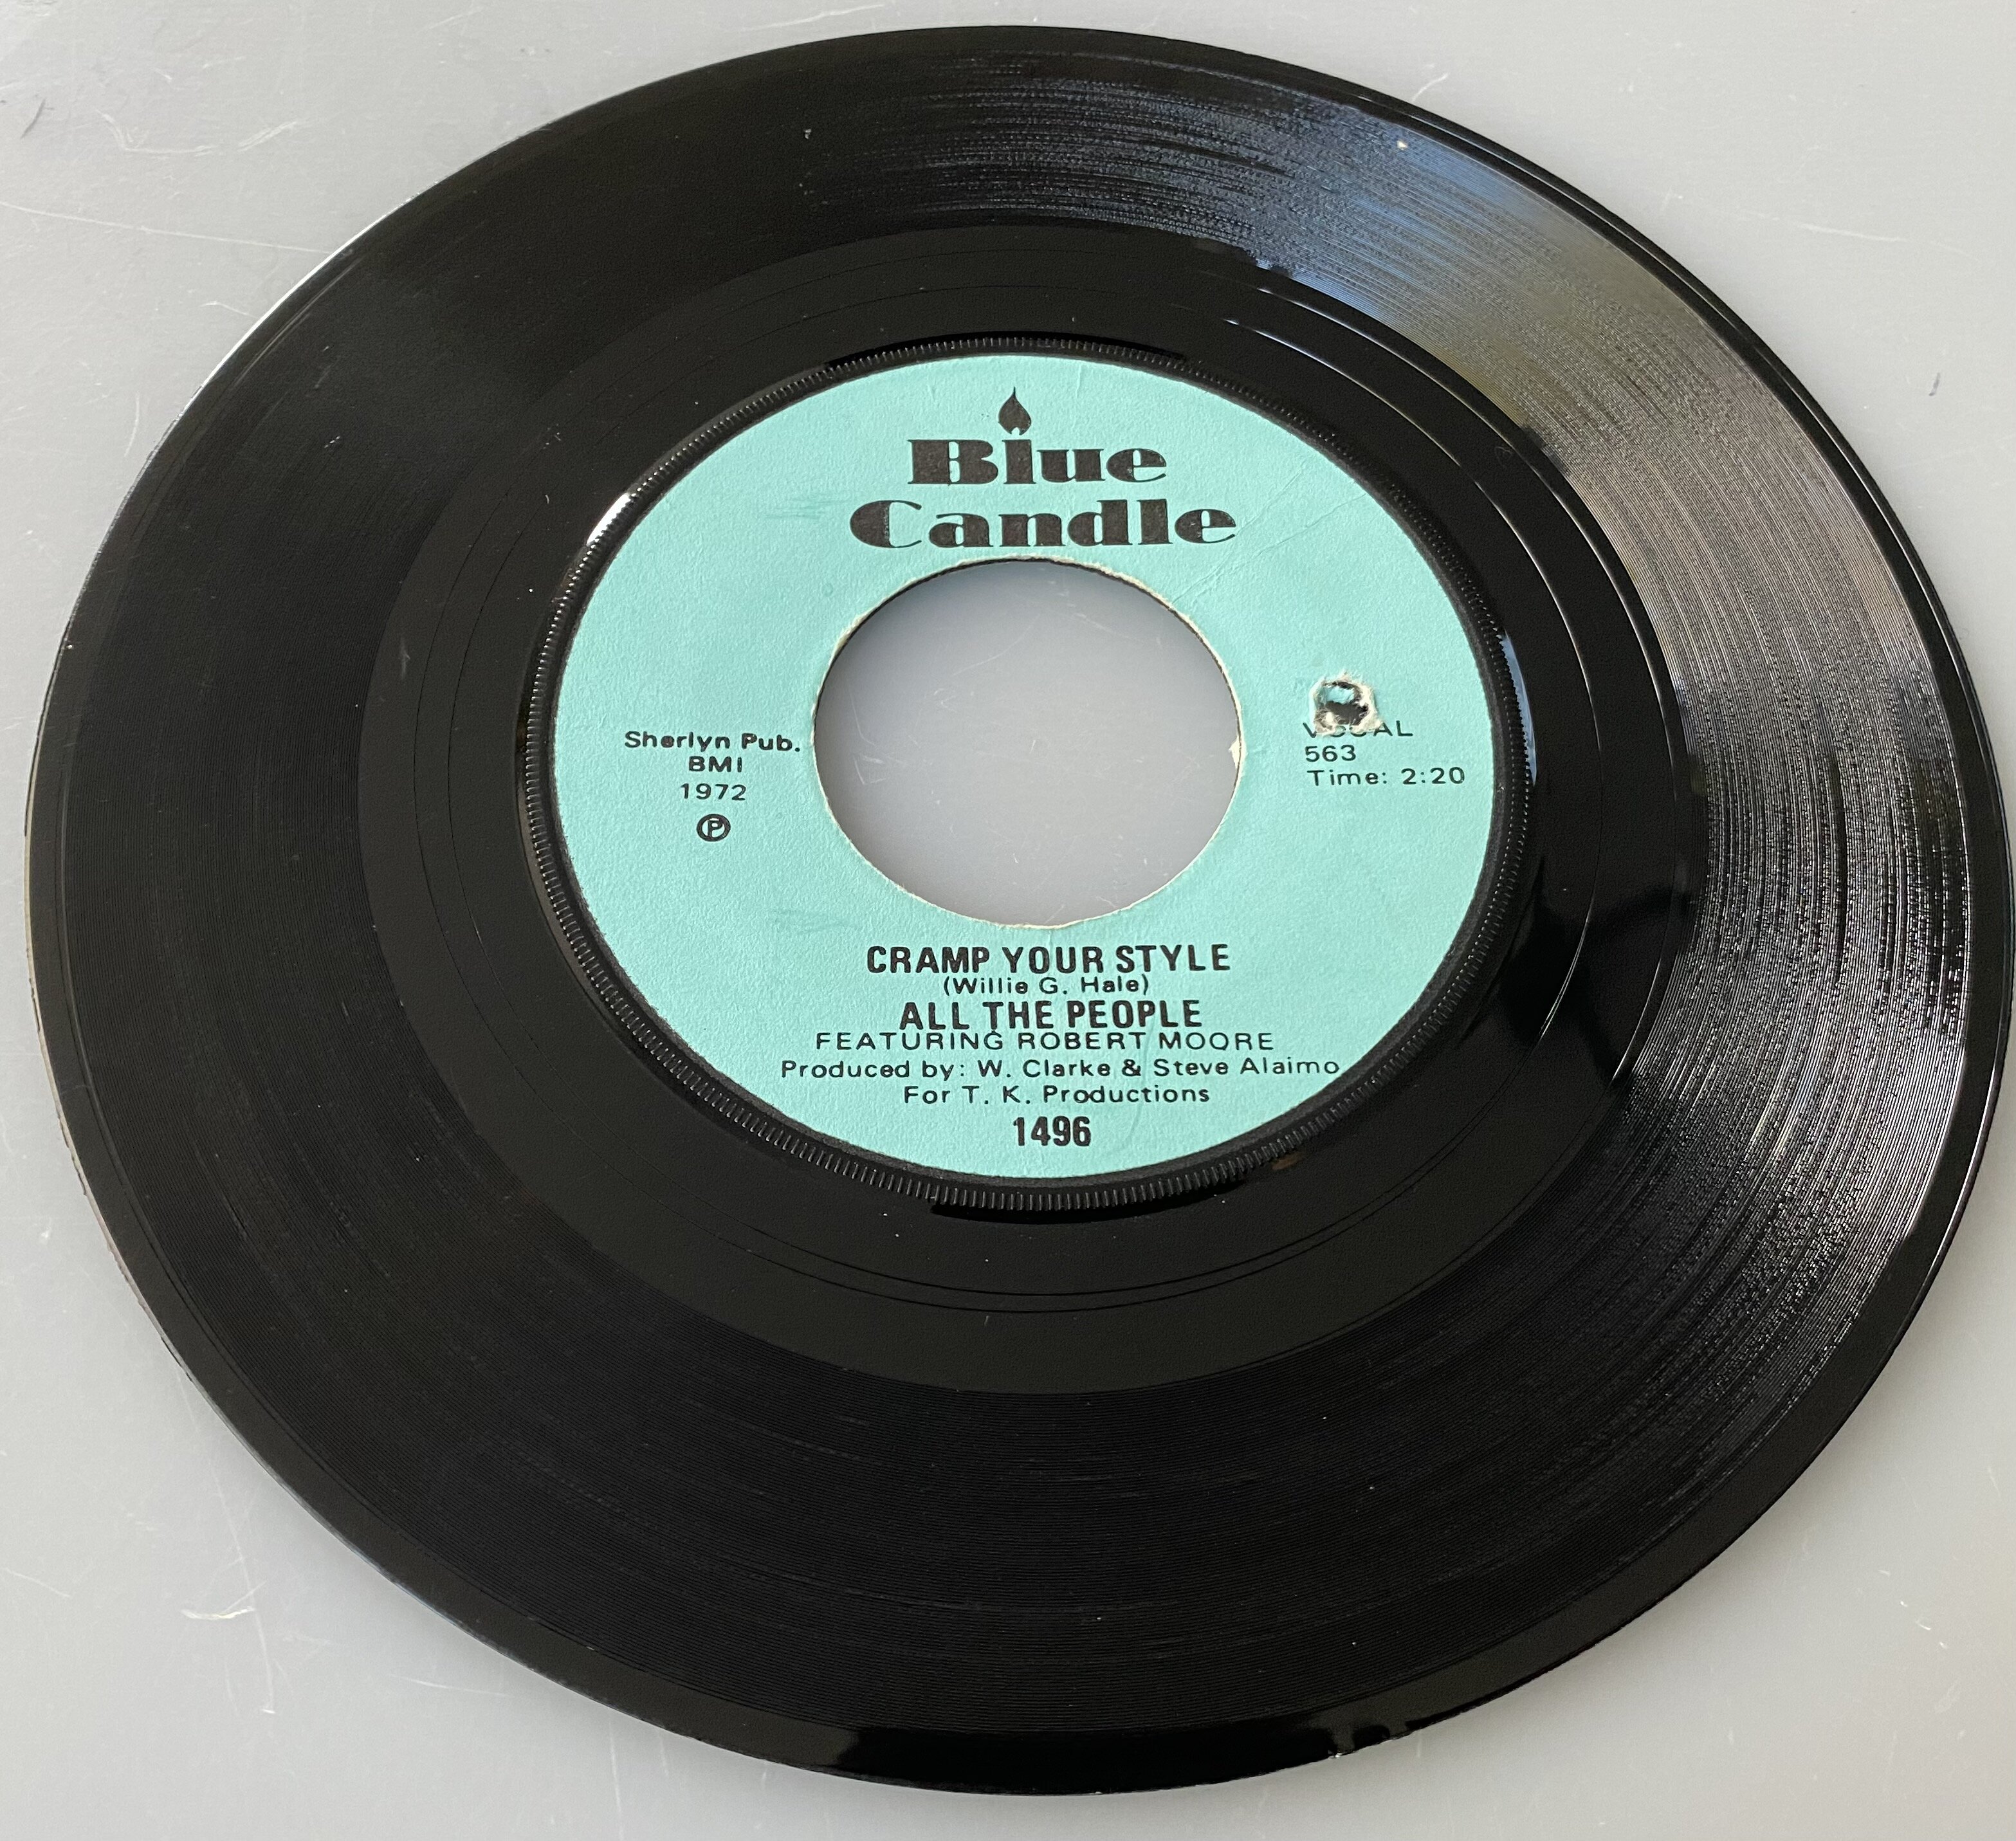 Blue
Candle
Sherlyn Pub.
BMI
1972
℗
VOCAL
563
Time: 2:20
CRAMP YOUR STYLE
(Willie G. Hale)
ALL THE PEOPLE
FEATURING ROBERT MOORE
Produced by: W. Clarke & Steve Alaimo
For T. K. Productions
1496